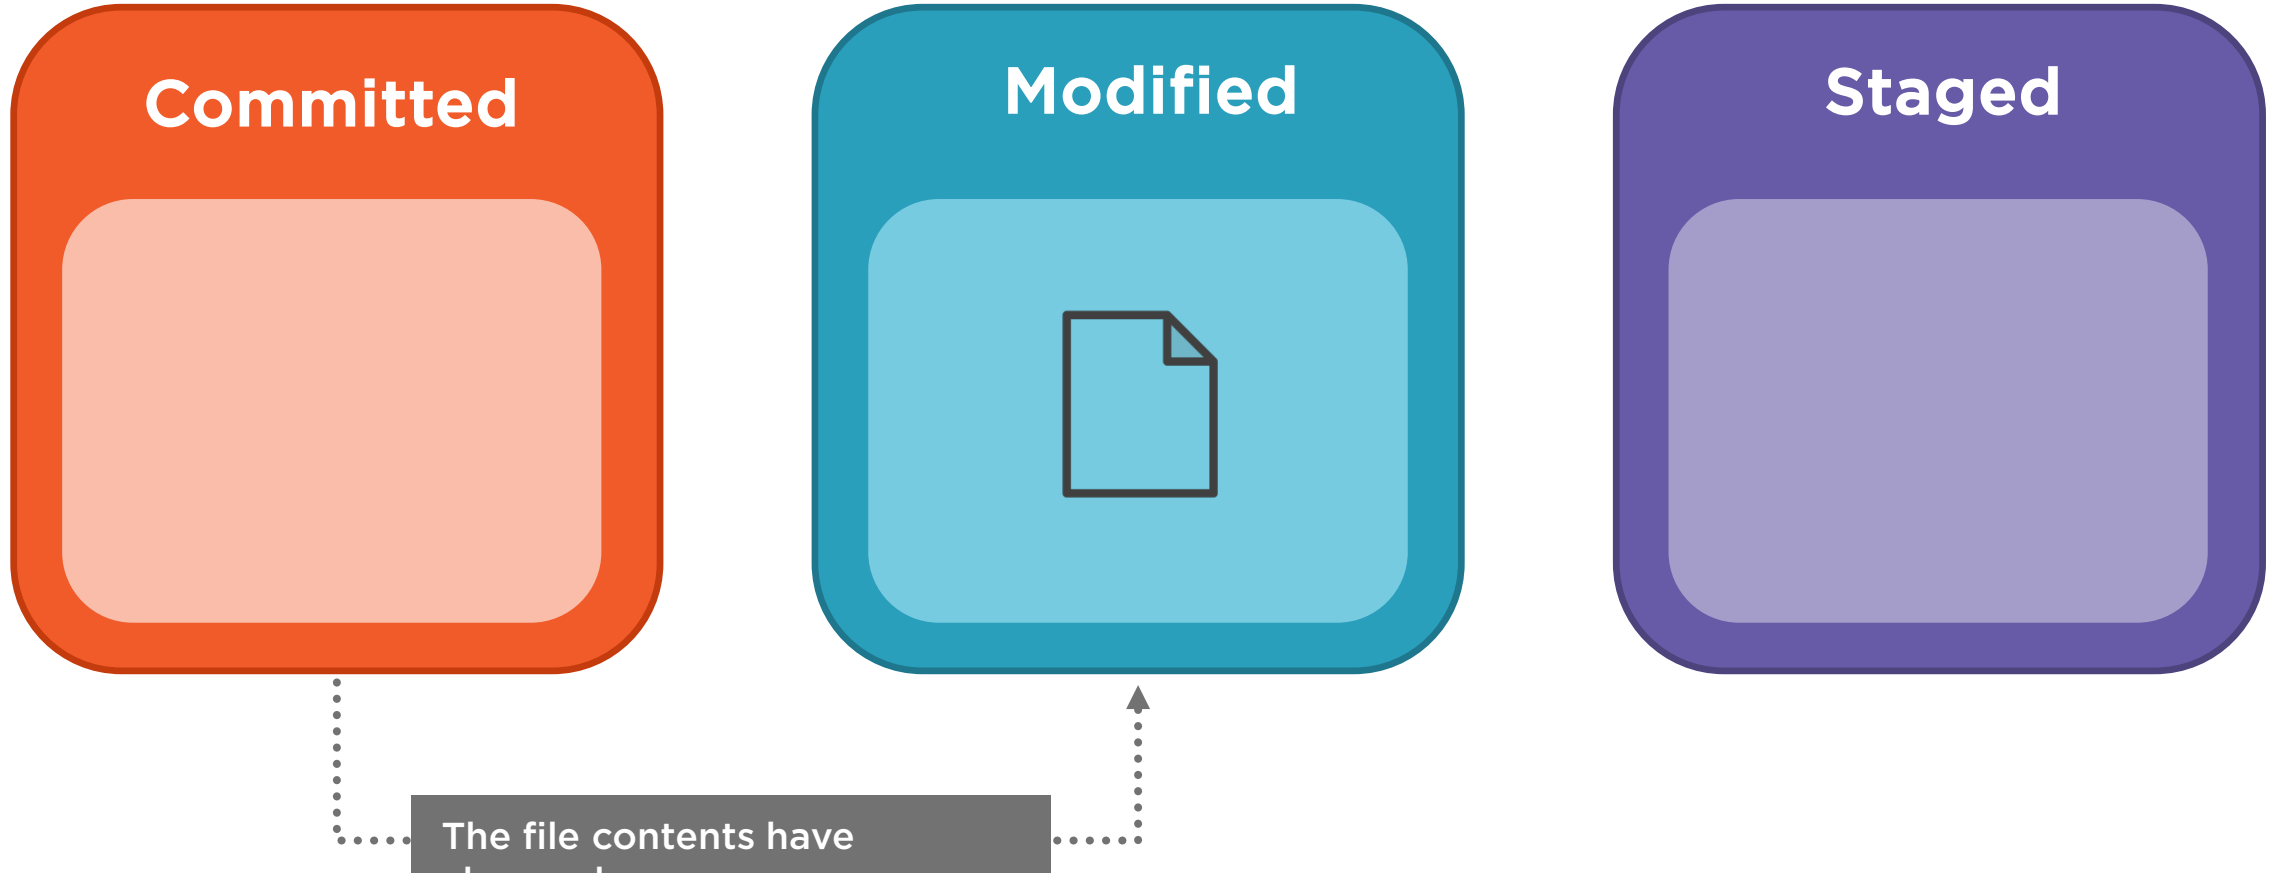 Committed
Modified
Staged
The file contents have